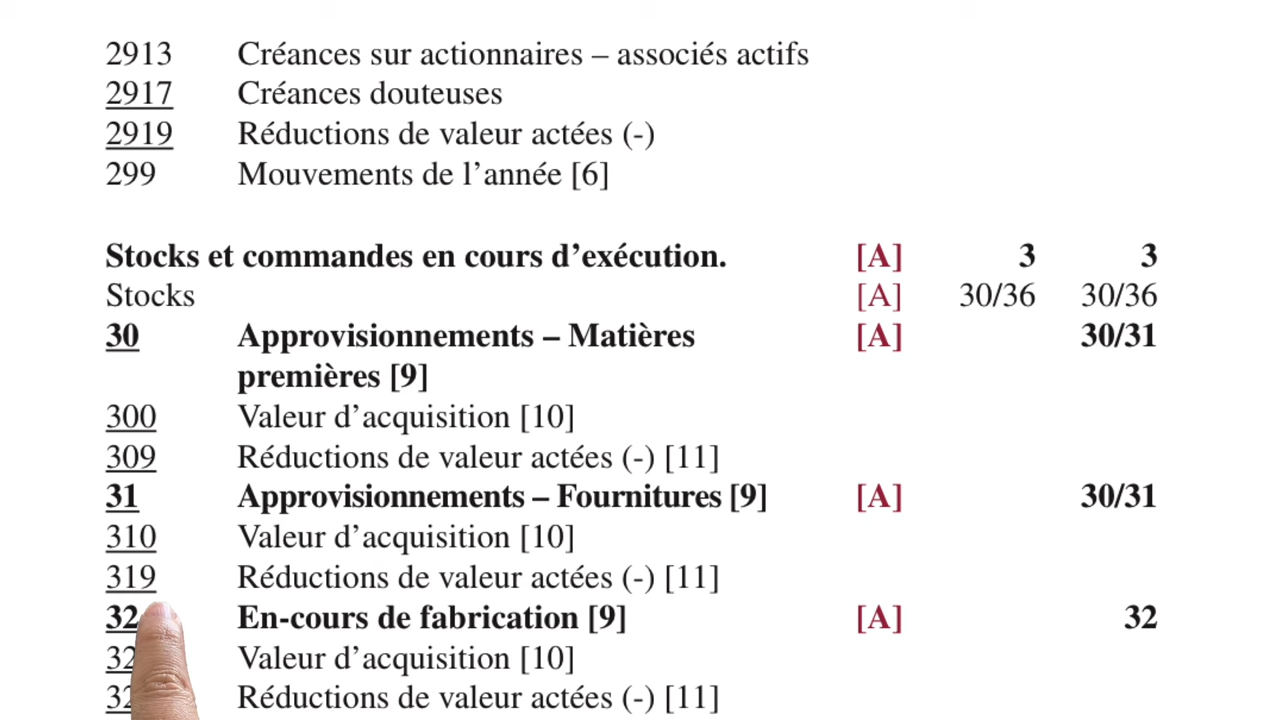 2913 Créances sur actionnaires – associés actifs
2917 Créances douteuses
2919 Réductions de valeur actées (-)
299 Mouvements de l’année [6]
Stocks et commandes en cours d’exécution. [A] 3 3
Stocks [A] 30/36 30/36
30 Approvisionnements – Matières [A] 30/31
premières [9]
300 Valeur d’acquisition [10]
309 Réductions de valeur actées (-) [11]
31 Approvisionnements – Fournitures [9] [A] 30/31
310 Valeur d’acquisition [10]
319 Réductions de valeur actées (-) [11]
32 En-cours de fabrication [9] [A] 32
Valeur d’acquisition [10]
Réductions de valeur actées (-) [11]